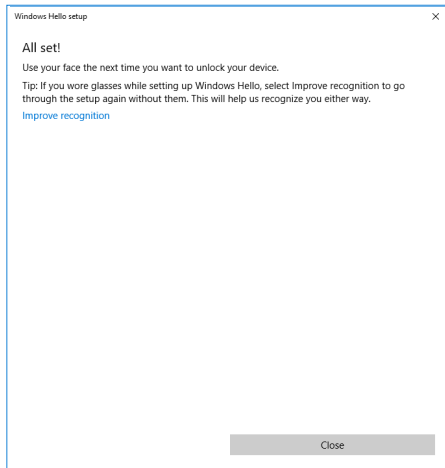 Windows Hello setup
All set!
Use your face the next time you want to unlock your device.
Tip: If you wore glasses while setting up Windows Hello, select Improve recognition to go
through the setup again without them. This will help us recognize you either way.
Improve recognition
Close